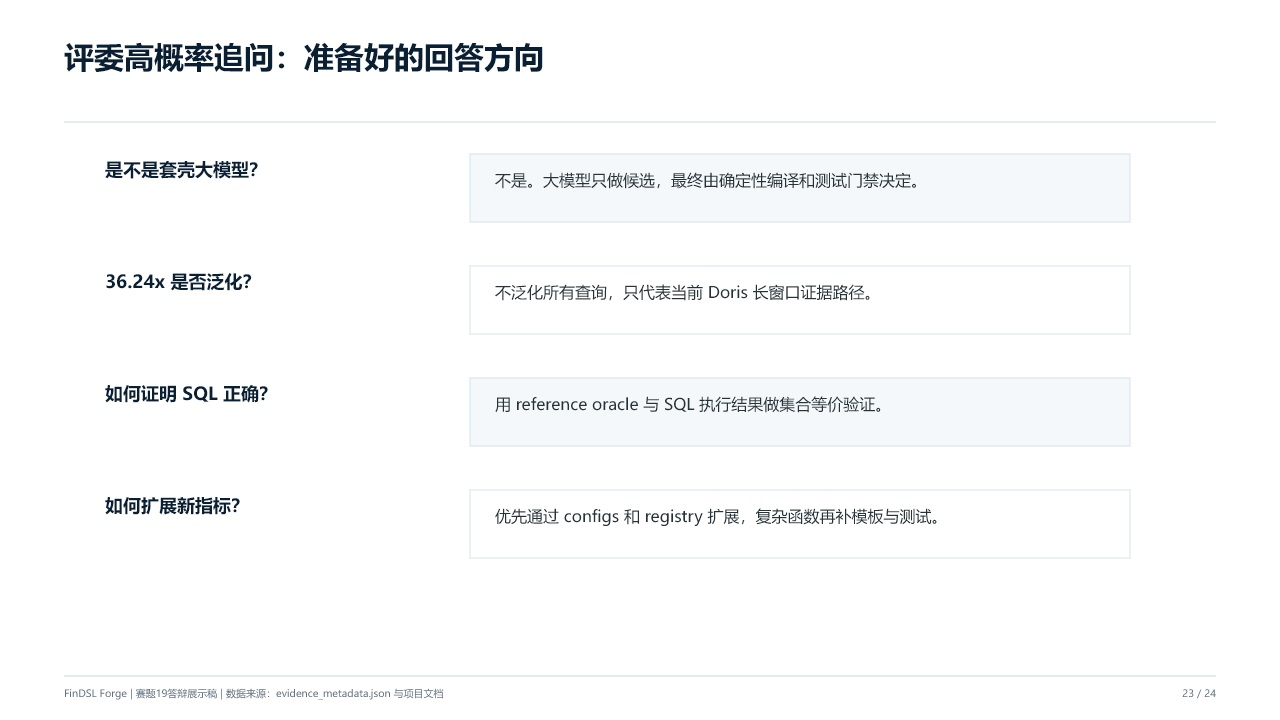 评委高概率追问：准备好的回答方向
是不是套壳大模型？
不是。大模型只做候选，最终由确定性编译和测试门禁决定。
36.24x 是否泛化？
不泛化所有查询，只代表当前 Doris 长窗口证据路径。
如何证明 SQL 正确？
用 reference oracle 与 SQL 执行结果做集合等价验证。
如何扩展新指标？
优先通过 configs 和 registry 扩展，复杂函数再补模板与测试。
FinDSL Forge | 赛题19答辩展示稿 | 数据来源：evidence_metadata.json 与项目文档
23 / 24